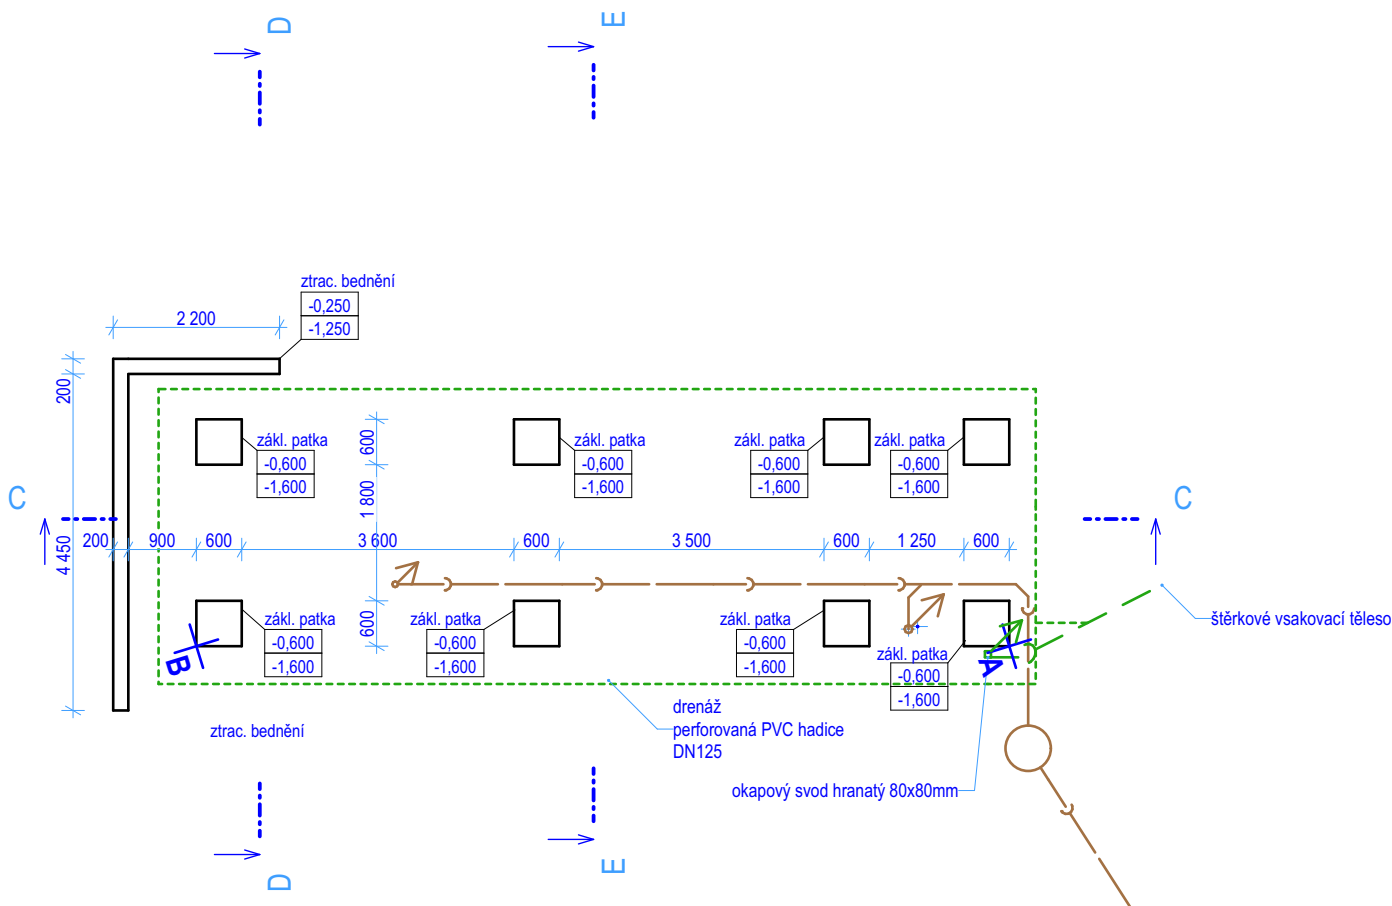 D
E
ztrac. bednění
-0,250
-1,250
2 200
200
4 450
zákl. patka
-0,600
-1,600
600
zákl. patka
-0,600
-1,600
zákl. patka
-0,600
-1,600
zákl. patka
-0,600
-1,600
1 800
C
C
200
900
600
3 600
600
3 500
600
1 250
600
zákl. patka
-0,600
-1,600
600
zákl. patka
-0,600
-1,600
zákl. patka
-0,600
-1,600
zákl. patka
-0,600
-1,600
štěrkové vsakovací těleso
B
A
ztrac. bednění
drenáž
perforovaná PVC hadice
DN125
okapový svod hranatý 80x80mm
D
E